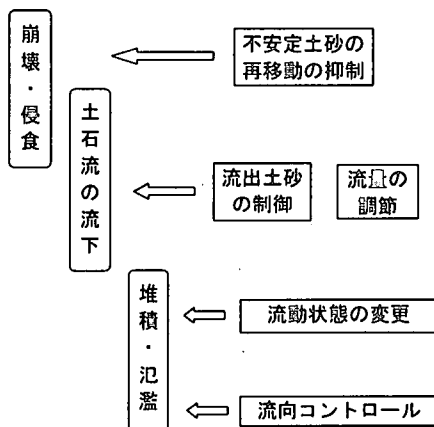 崩壊・侵食
不安定土砂の
再移動の抑制
土石流の流下
流出土砂
の制御
流量の
調節
堆積・氾濫
流動状態の変更
流向コントロール